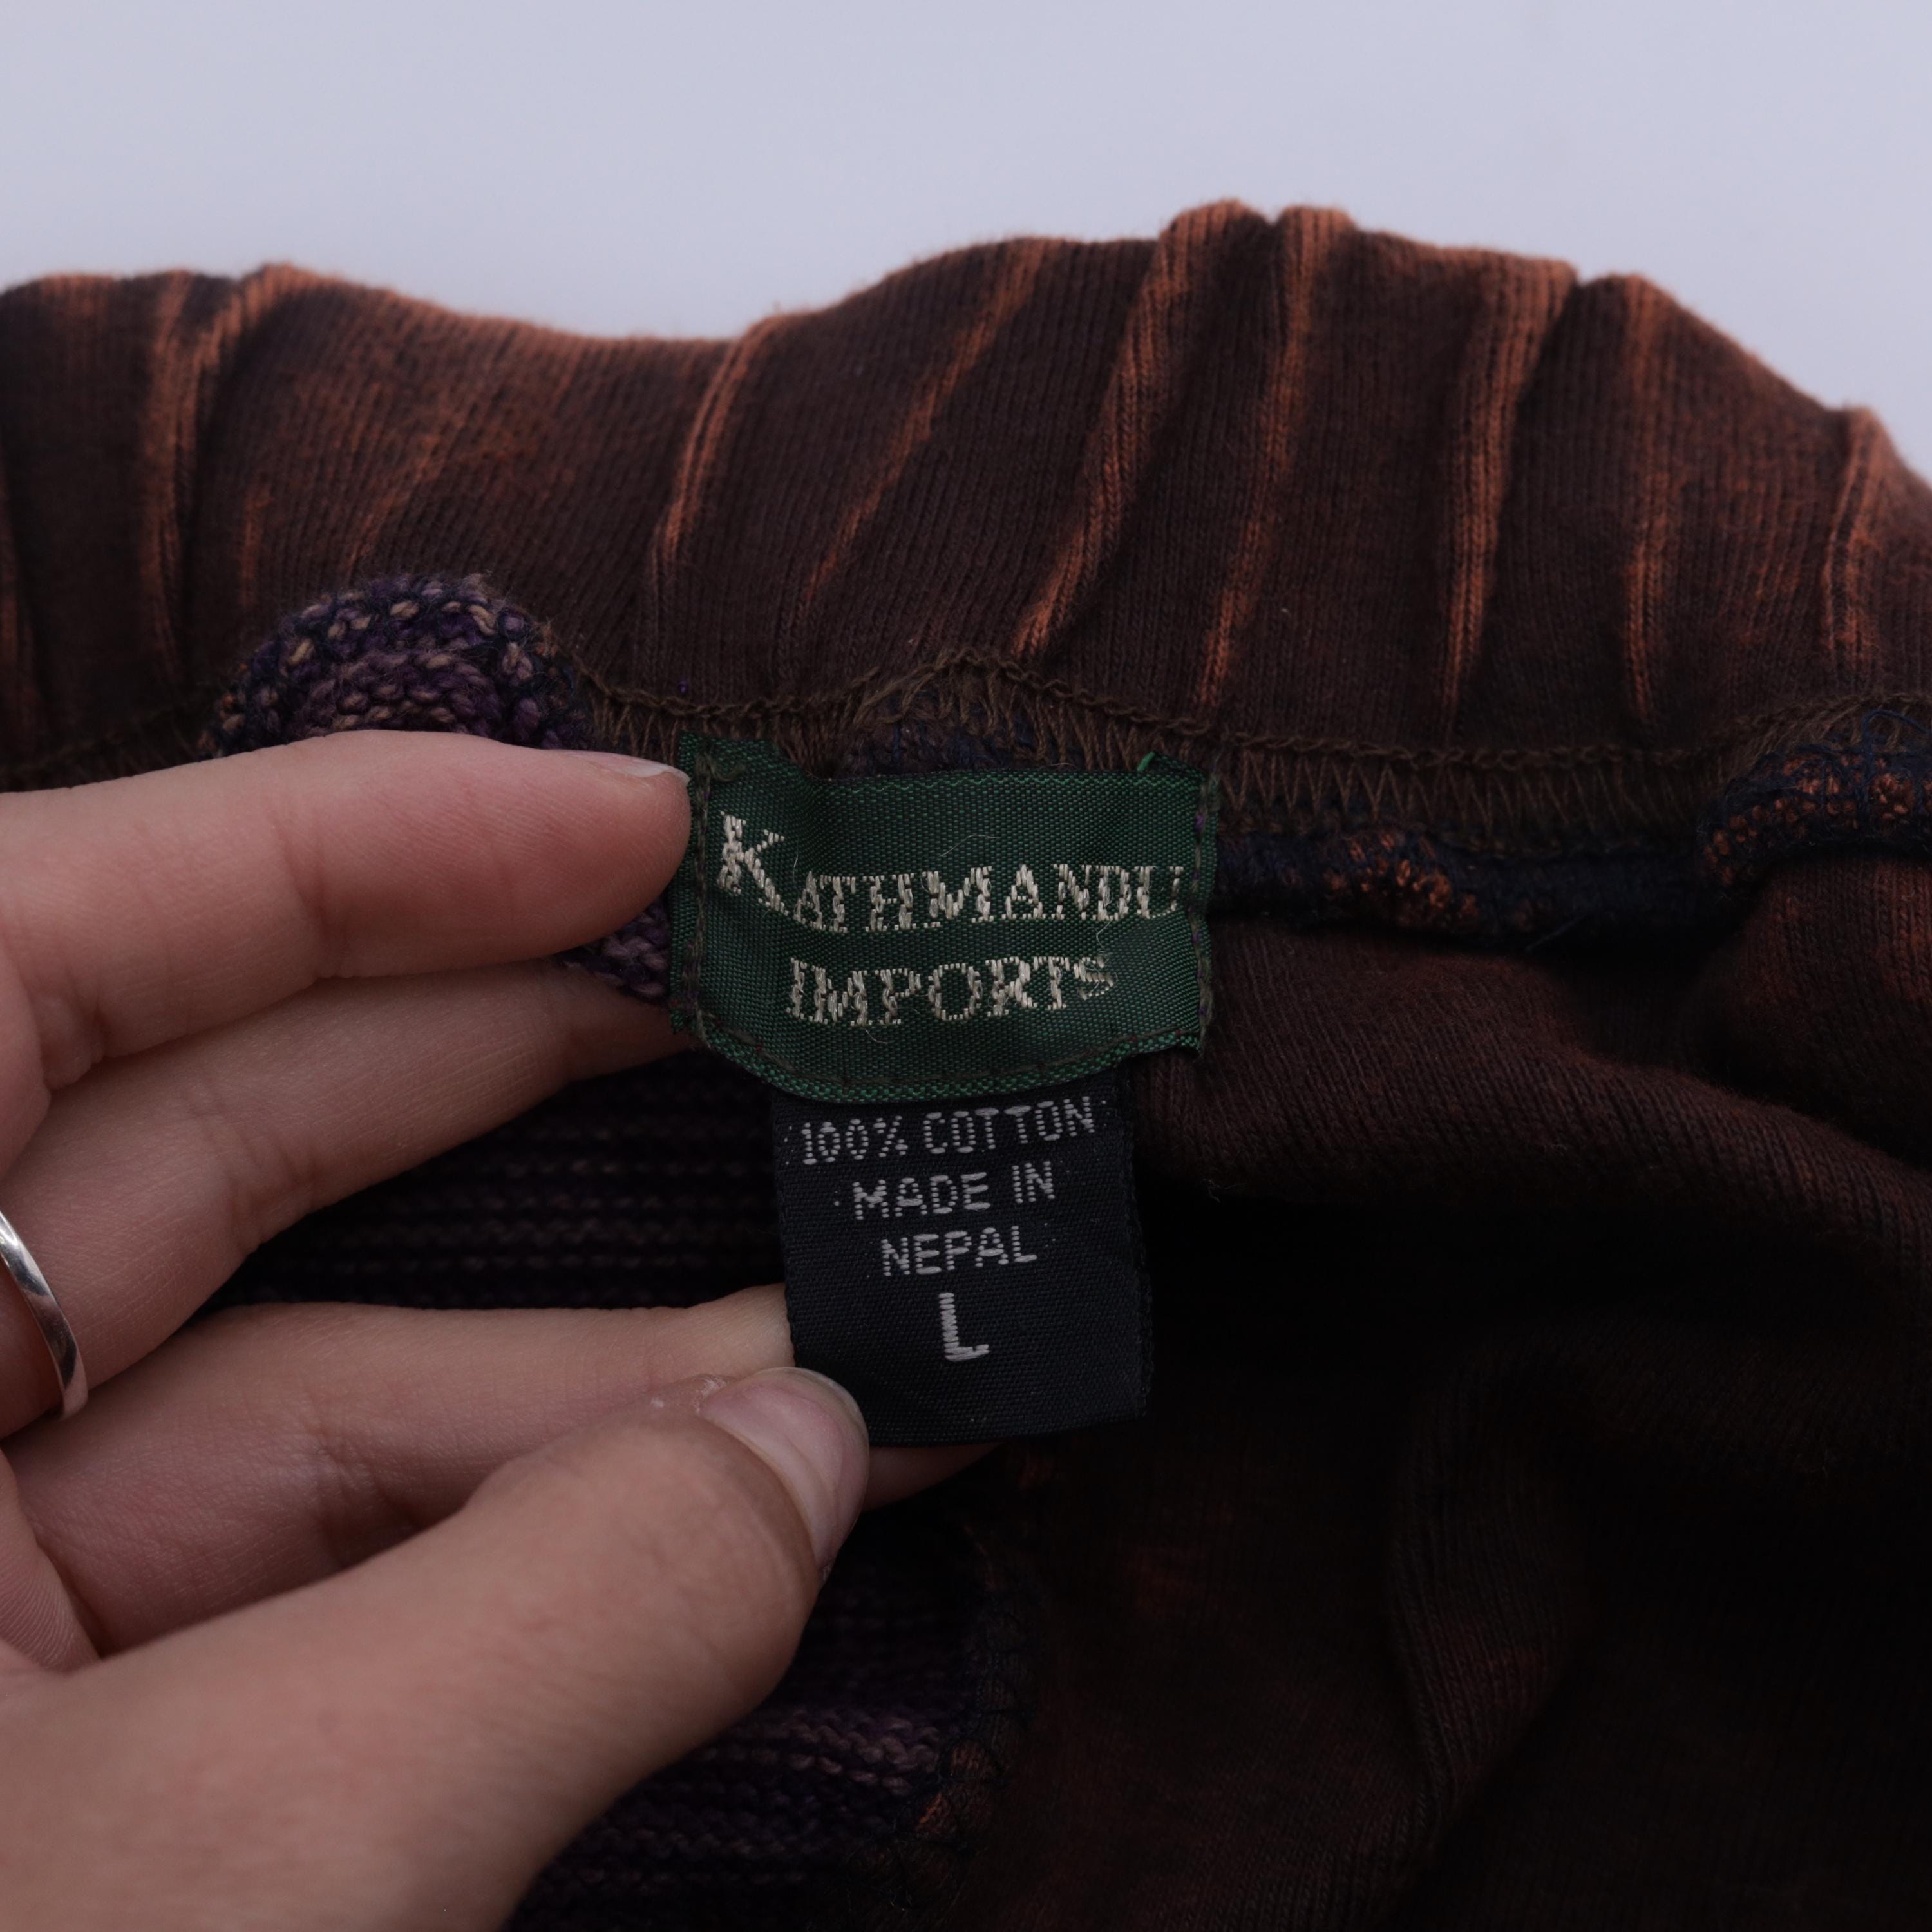 KATHMANDU
IMPORTS
100% COTTON
MADE IN
NEPAL
L